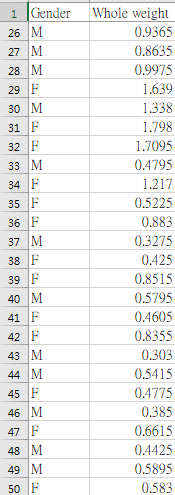 1 Gender Whole weight
26 M 0.9365
27 M 0.8635
28 M 0.9975
29 F 1.639
30 M 1.338
31 F 1.798
32 F 1.7095
33 M 0.4795
34 F 1.217
35 F 0.5225
36 F 0.883
37 M 0.3275
38 F 0.425
39 F 0.8515
40 M 0.5795
41 F 0.4605
42 F 0.8355
43 M 0.303
44 M 0.5415
45 F 0.4775
46 M 0.385
47 F 0.6615
48 M 0.4425
49 M 0.5895
50 F 0.583